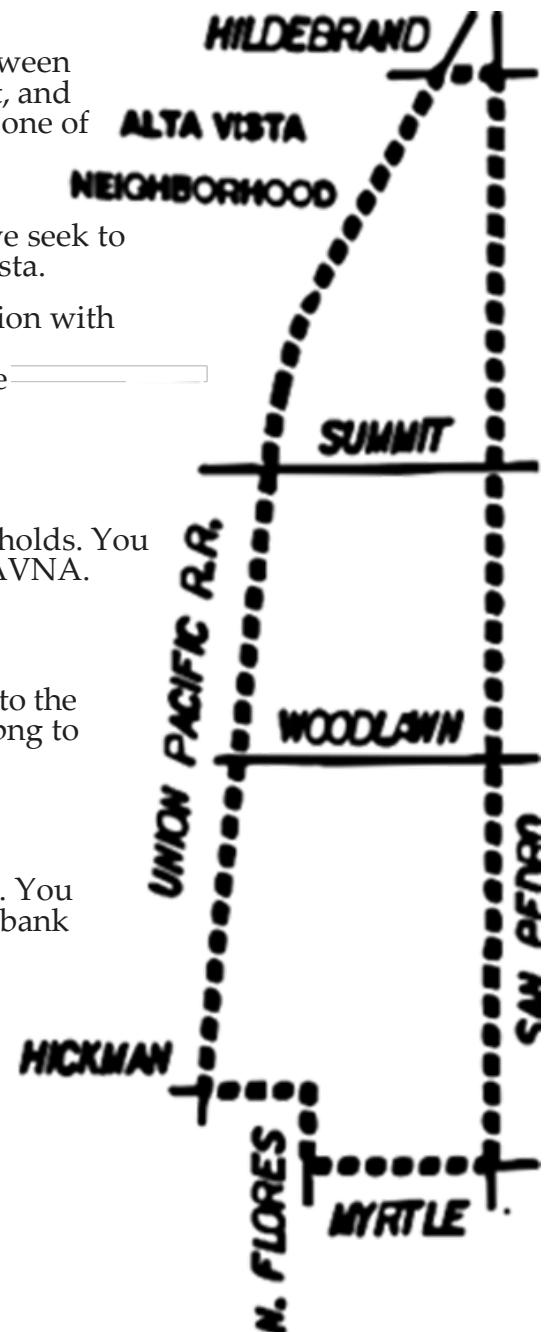 ween
t, and
one of
ve seek to
sta.
ion with
e
holds. You
AVNA.
to the
ong to
. You
bank
HILDEBRAND
ALTA VISTA
NEIGHBORHOOD
SUMMIT
UNION PACIFIC R.R.
WOODLAWN
SAN PEDRO
HICKMAN
N. FLORES
MYRTLE